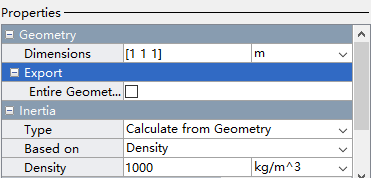 Properties
Geometry
Dimensions [1 1 1] m
Export
Entire Geomet...
Inertia
Type Calculate from Geometry
Based on Density
Density 1000 kg/m^3